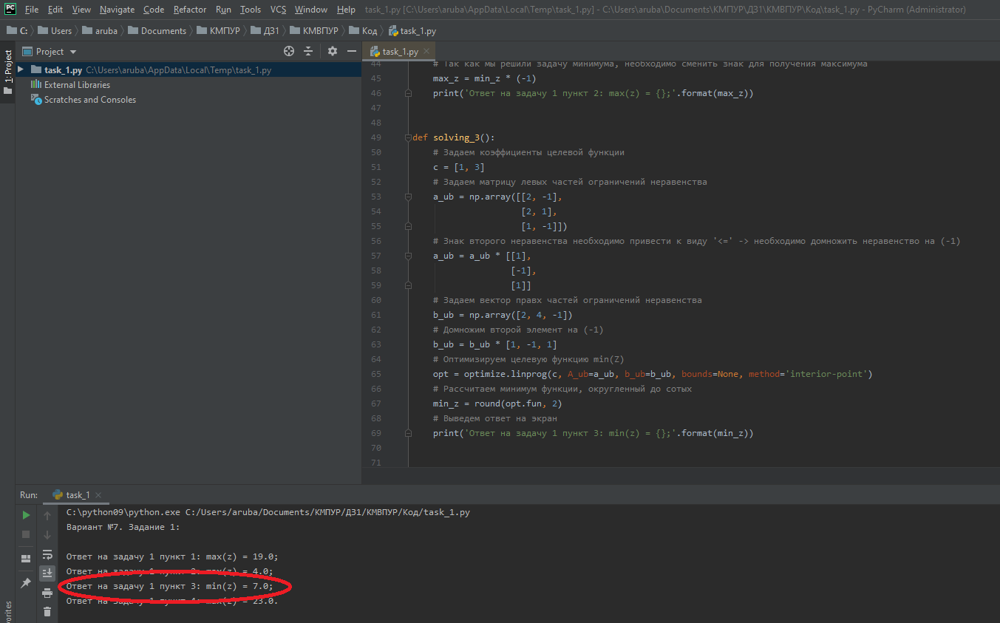 File Edit View Navigate Code Refactor Run Tools VCS Window Help task_1.py [C:\Users\aruba\AppData\Local\Temp\task_1.py] - C:\Users\aruba\Documents\КМПУР\ДЗ1\КМВПУР\Код\task_1.py - PyCharm (Administrator)
C: Users aruba Documents КМПУР ДЗ1 КМВПУР Код task_1.py
1: Project
Project
task_1.py C:\Users\aruba\AppData\Local\Temp\task_1.py
External Libraries
Scratches and Consoles
task_1.py
44 # Так как мы решили задачу минимума, необходимо сменить знак для получения максимума
45 max_z = min_z * (-1)
46 print('Ответ на задачу 1 пункт 2: max(z) = {};'.format(max_z))
47
48
49 def solving_3():
50 # Задаем коэффициенты целевой функции
51 c = [1, 3]
52 # Задаем матрицу левых частей ограничений неравенства
53 a_ub = np.array([[2, -1],
54 [2, 1],
55 [1, -1]])
56 # Знак второго неравенства необходимо привести к виду '<=' -> необходимо домножить неравенство на (-1)
57 a_ub = a_ub * [[1],
58 [-1],
59 [1]]
60 # Задаем вектор правх частей ограничений неравенства
61 b_ub = np.array([2, 4, -1])
62 # Домножим второй элемент на (-1)
63 b_ub = b_ub * [1, -1, 1]
64 # Оптимизируем целевую функцию min(Z)
65 opt = optimize.linprog(c, A_ub=a_ub, b_ub=b_ub, bounds=None, method='interior-point')
66 # Рассчитаем минимум функции, округленный до сотых
67 min_z = round(opt.fun, 2)
68 # Выведем ответ на экран
69 print('Ответ на задачу 1 пункт 3: min(z) = {};'.format(min_z))
70
71
Run: task_1
C:\python09\python.exe C:/Users/aruba/Documents/КМПУР/ДЗ1/КМВПУР/Код/task_1.py
Вариант №7. Задание 1:
Ответ на задачу 1 пункт 1: max(z) = 19.0;
Ответ на задачу 1 пункт 2: max(z) = 4.0;
Ответ на задачу 1 пункт 3: min(z) = 7.0;
Ответ на задачу 1 пункт 4: max(z) = 23.0.